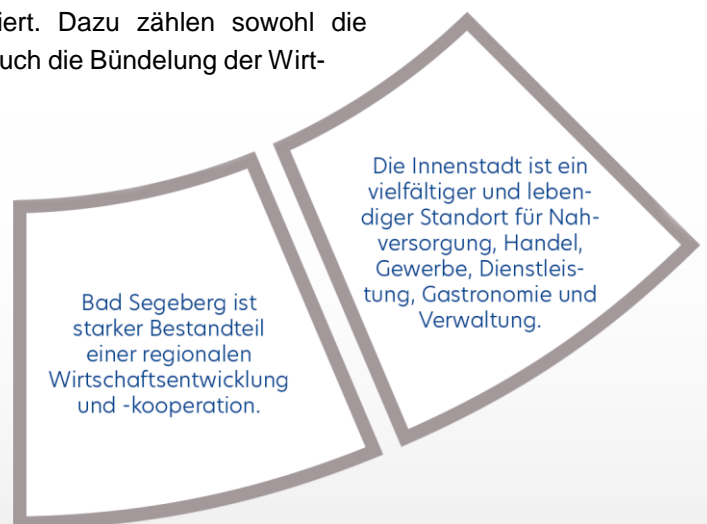 iert. Dazu zählen sowohl die
uch die Bündelung der Wirt-
Die Innenstadt ist ein
vielfältiger und leben-
diger Standort für Nah-
versorgung, Handel,
Gewerbe, Dienstleis-
tung, Gastronomie und
Verwaltung.
Bad Segeberg ist
starker Bestandteil
einer regionalen
Wirtschaftsentwicklung
und -kooperation.